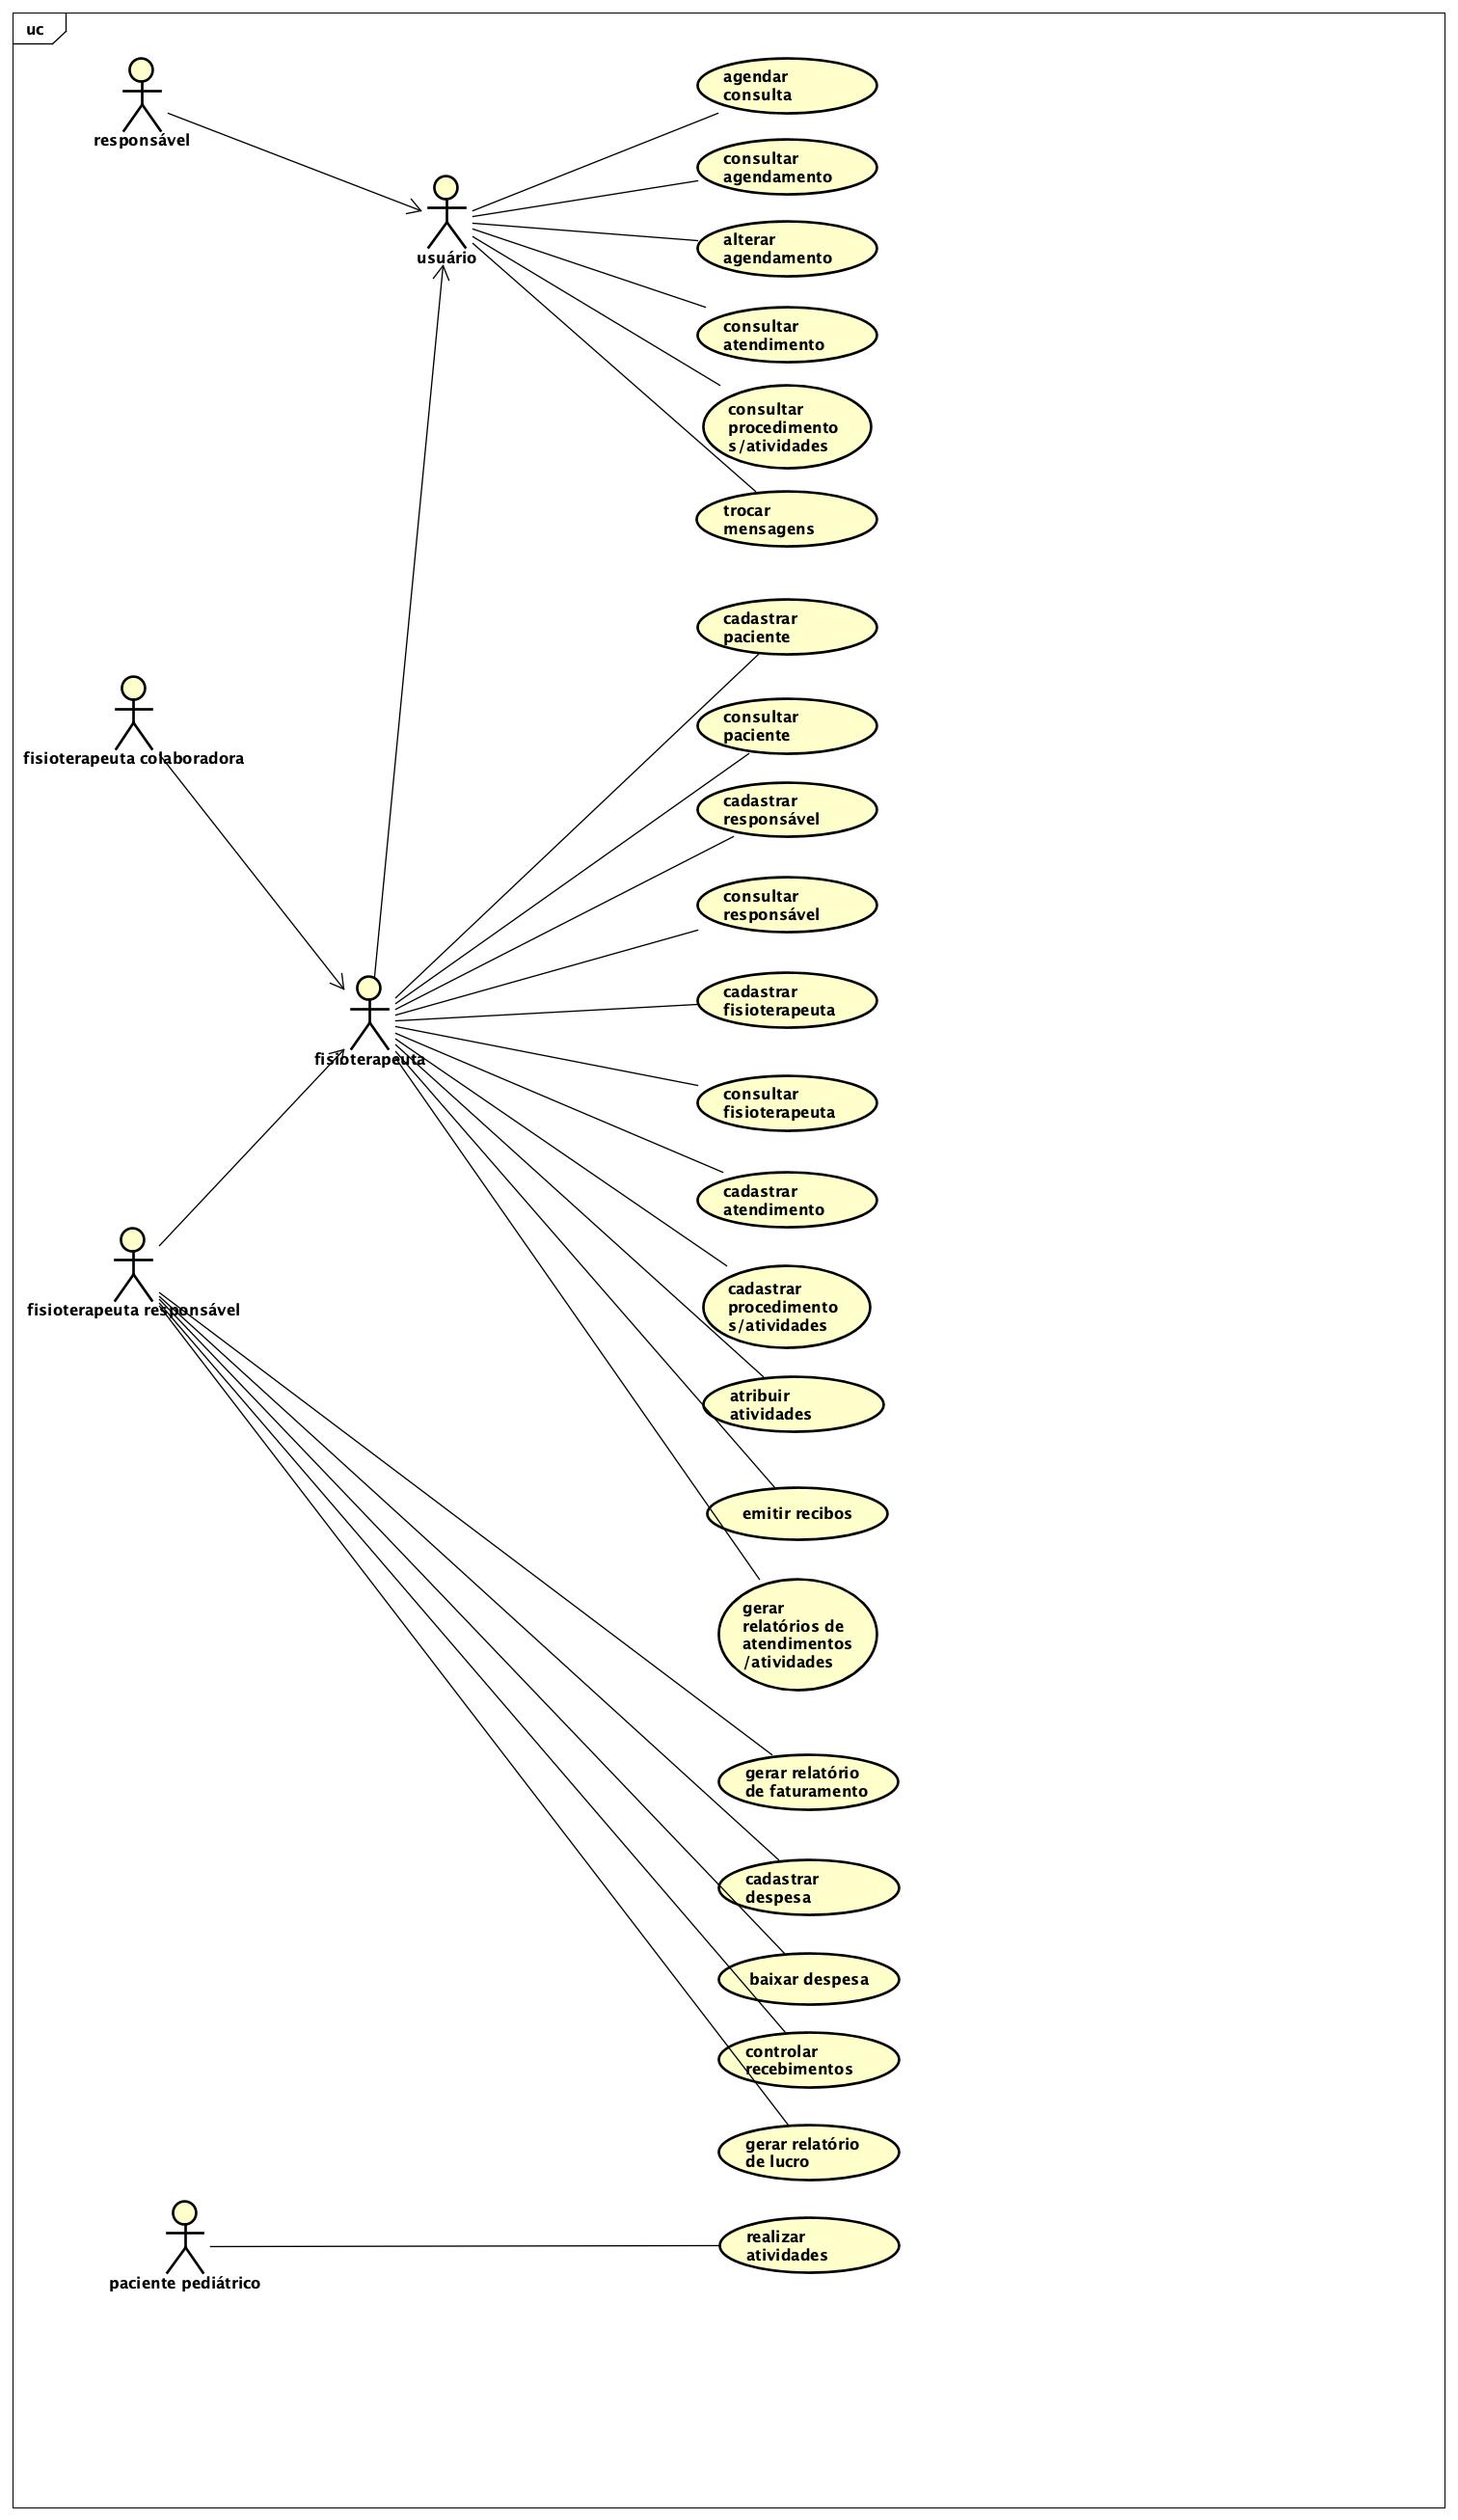 uc
responsável
agendar
consulta
consultar
agendamento
usuário
alterar
agendamento
consultar
atendimento
consultar
procedimento
s/atividades
trocar
mensagens
cadastrar
paciente
fisioterapeuta colaboradora
consultar
paciente
cadastrar
responsável
consultar
responsável
cadastrar
fisioterapeuta
fisioterapeuta
consultar
fisioterapeuta
cadastrar
atendimento
fisioterapeuta responsável
cadastrar
procedimento
s/atividades
atribuir
atividades
emitir recibos
gerar
relatórios de
atendimentos
/atividades
gerar relatório
de faturamento
cadastrar
despesa
baixar despesa
controlar
recebimentos
gerar relatório
de lucro
realizar
atividades
paciente pediátrico